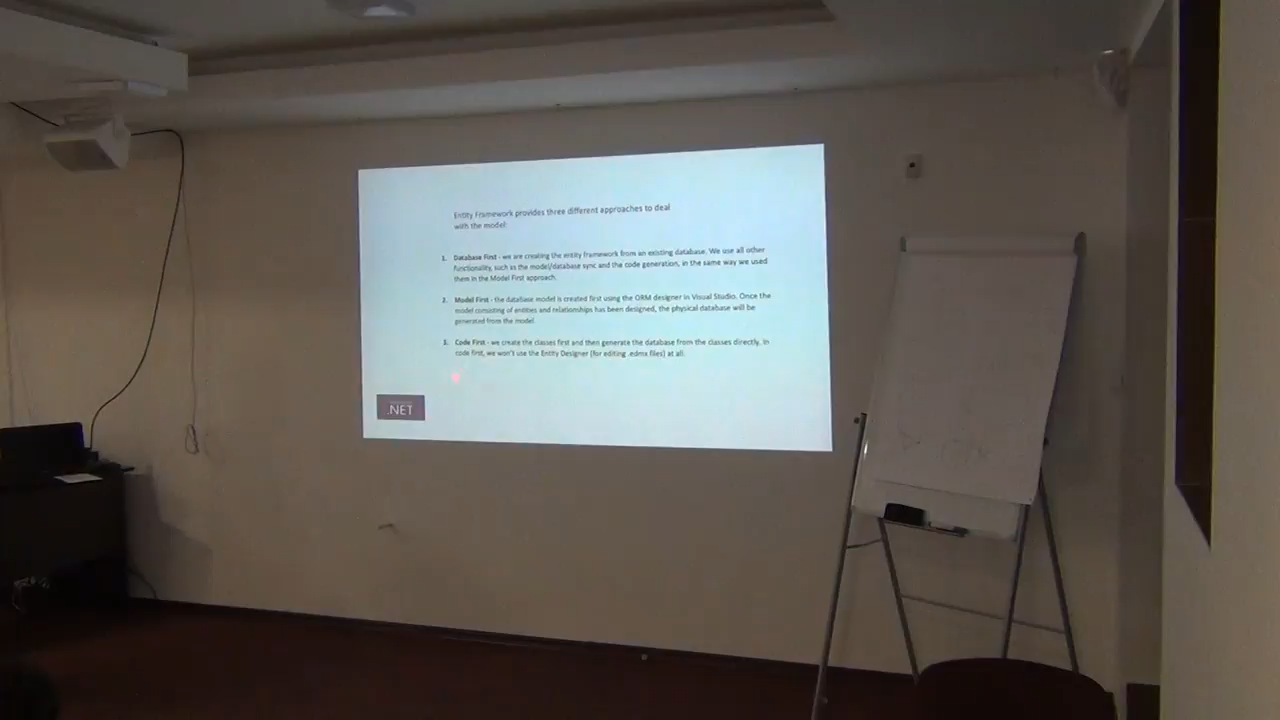 Entity Framework provides three different approaches to deal
with the model:
1. Database First - we are creating the entity framework from an existing database. We use all other
functionality, such as the model/database sync and the code generation, in the same way we used
them in the Model First approach.
2. Model First - the database model is created first using the ORM designer in Visual Studio. Once the
model consisting of entities and relationships has been designed, the physical database will be
generated from the model.
3. Code First - we create the classes first and then generate the database from the classes directly. In
code first, we won't use the Entity Designer (for editing .edmx files) at all.
.NET